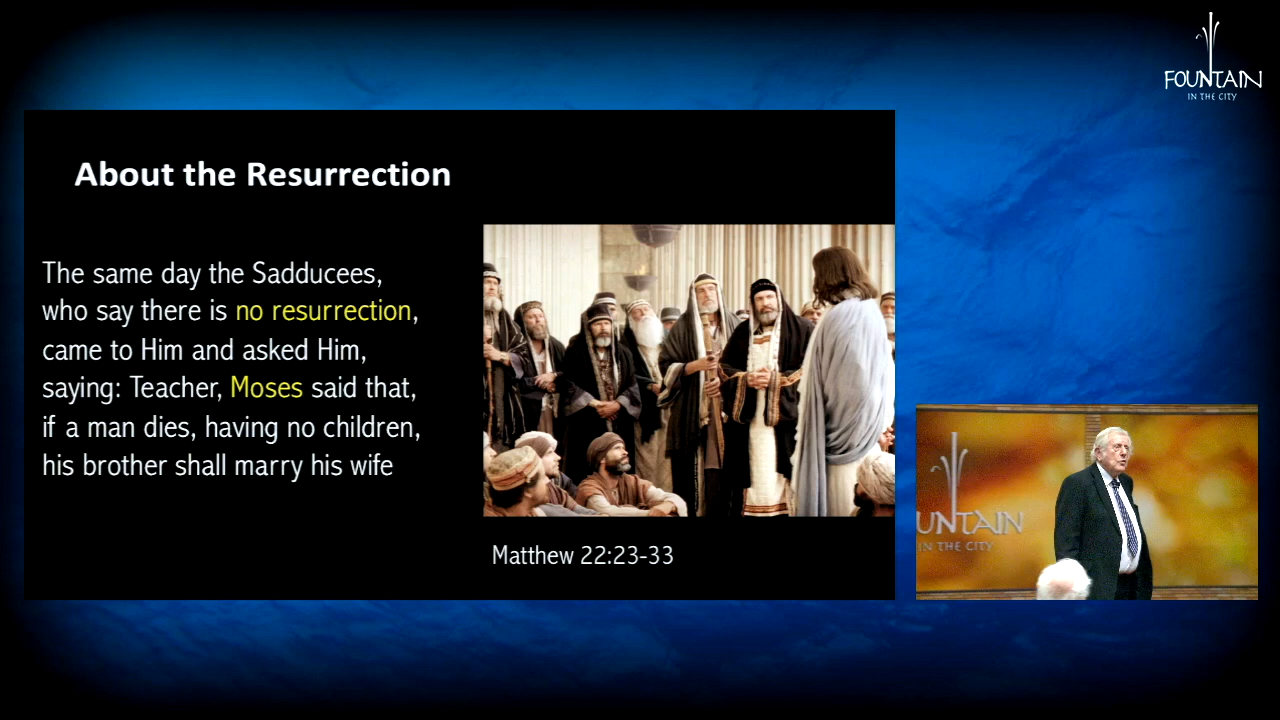 FOUNTAIN
IN THE CITY
About the Resurrection
The same day the Sadducees,
who say there is no resurrection,
came to Him and asked Him,
saying: Teacher, Moses said that,
if a man dies, having no children,
his brother shall marry his wife
Matthew 22:23-33
UNTAIN
IN THE CITY